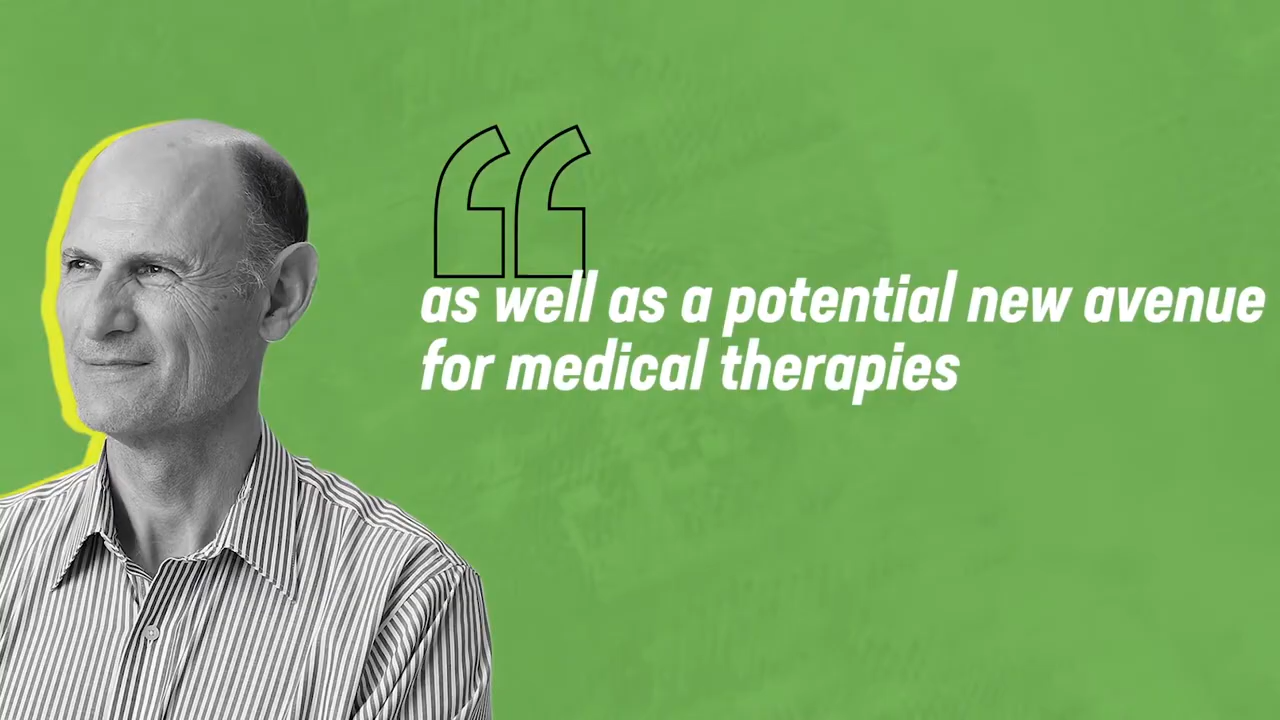 as well as a potential new avenue
for medical therapies